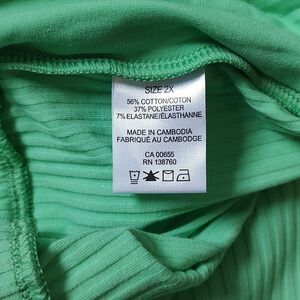 SIZE 2X
56% COTTON/COTON
37% POLYESTER
7% ELASTANE/ÉLASTHANNE
MADE IN CAMBODIA
FABRIQUÉ AU CAMBODGE
CA 00655
RN 138760